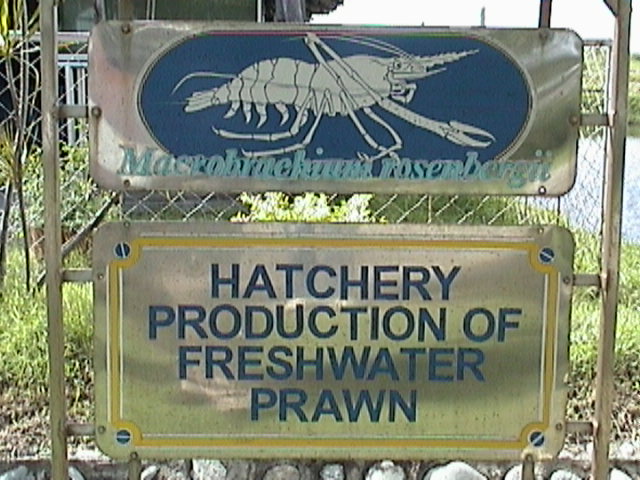 Macrobrachium rosenbergii
HATCHERY
PRODUCTION OF
FRESHWATER
PRAWN